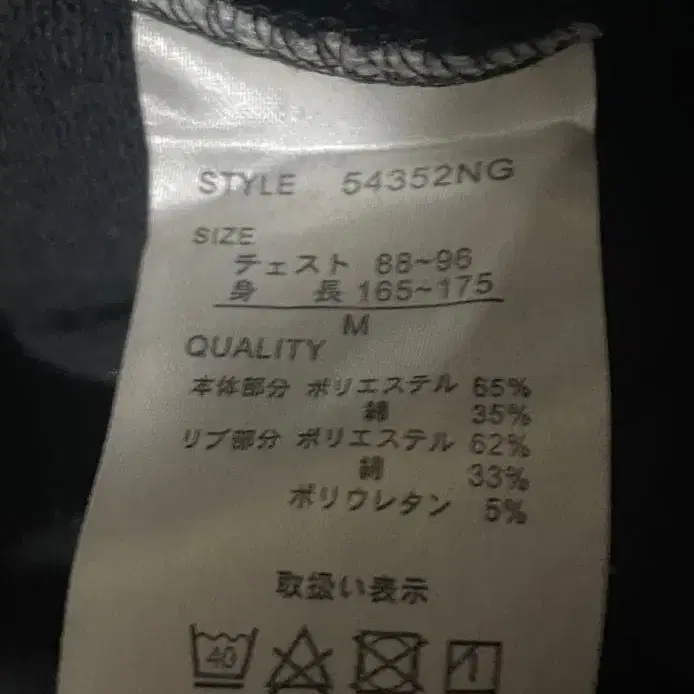 STYLE 54352NG
SIZE
チェスト 88~96
身 長 165~175
M
QUALITY
本体部分 ポリエステル 65%
綿 35%
リブ部分 ポリエステル 62%
綿 33%
ポリウレタン 5%
取扱い表示
40